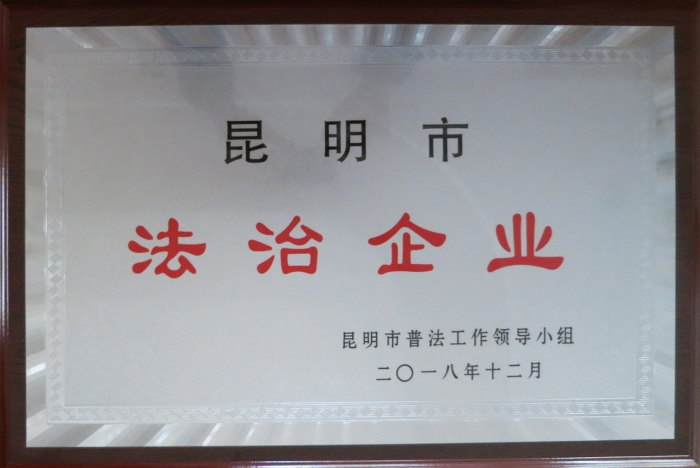 昆明市
法治企业
昆明市普法工作领导小组
二〇一八年十二月